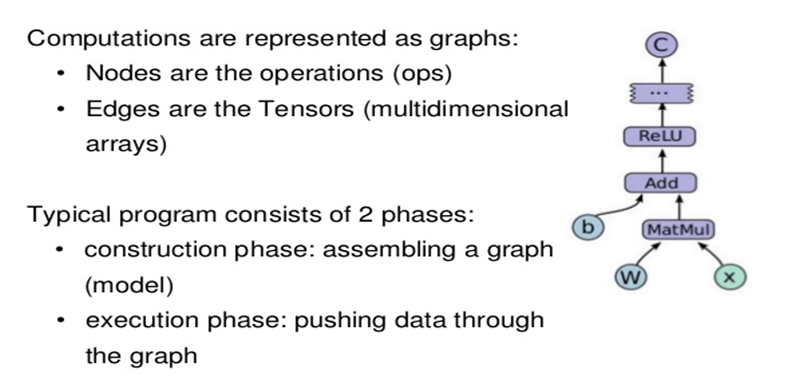 Computations are represented as graphs:
• Nodes are the operations (ops)
• Edges are the Tensors (multidimensional
arrays)
Typical program consists of 2 phases:
• construction phase: assembling a graph
(model)
• execution phase: pushing data through
the graph
C
...
ReLU
Add
b
MatMul
W
x